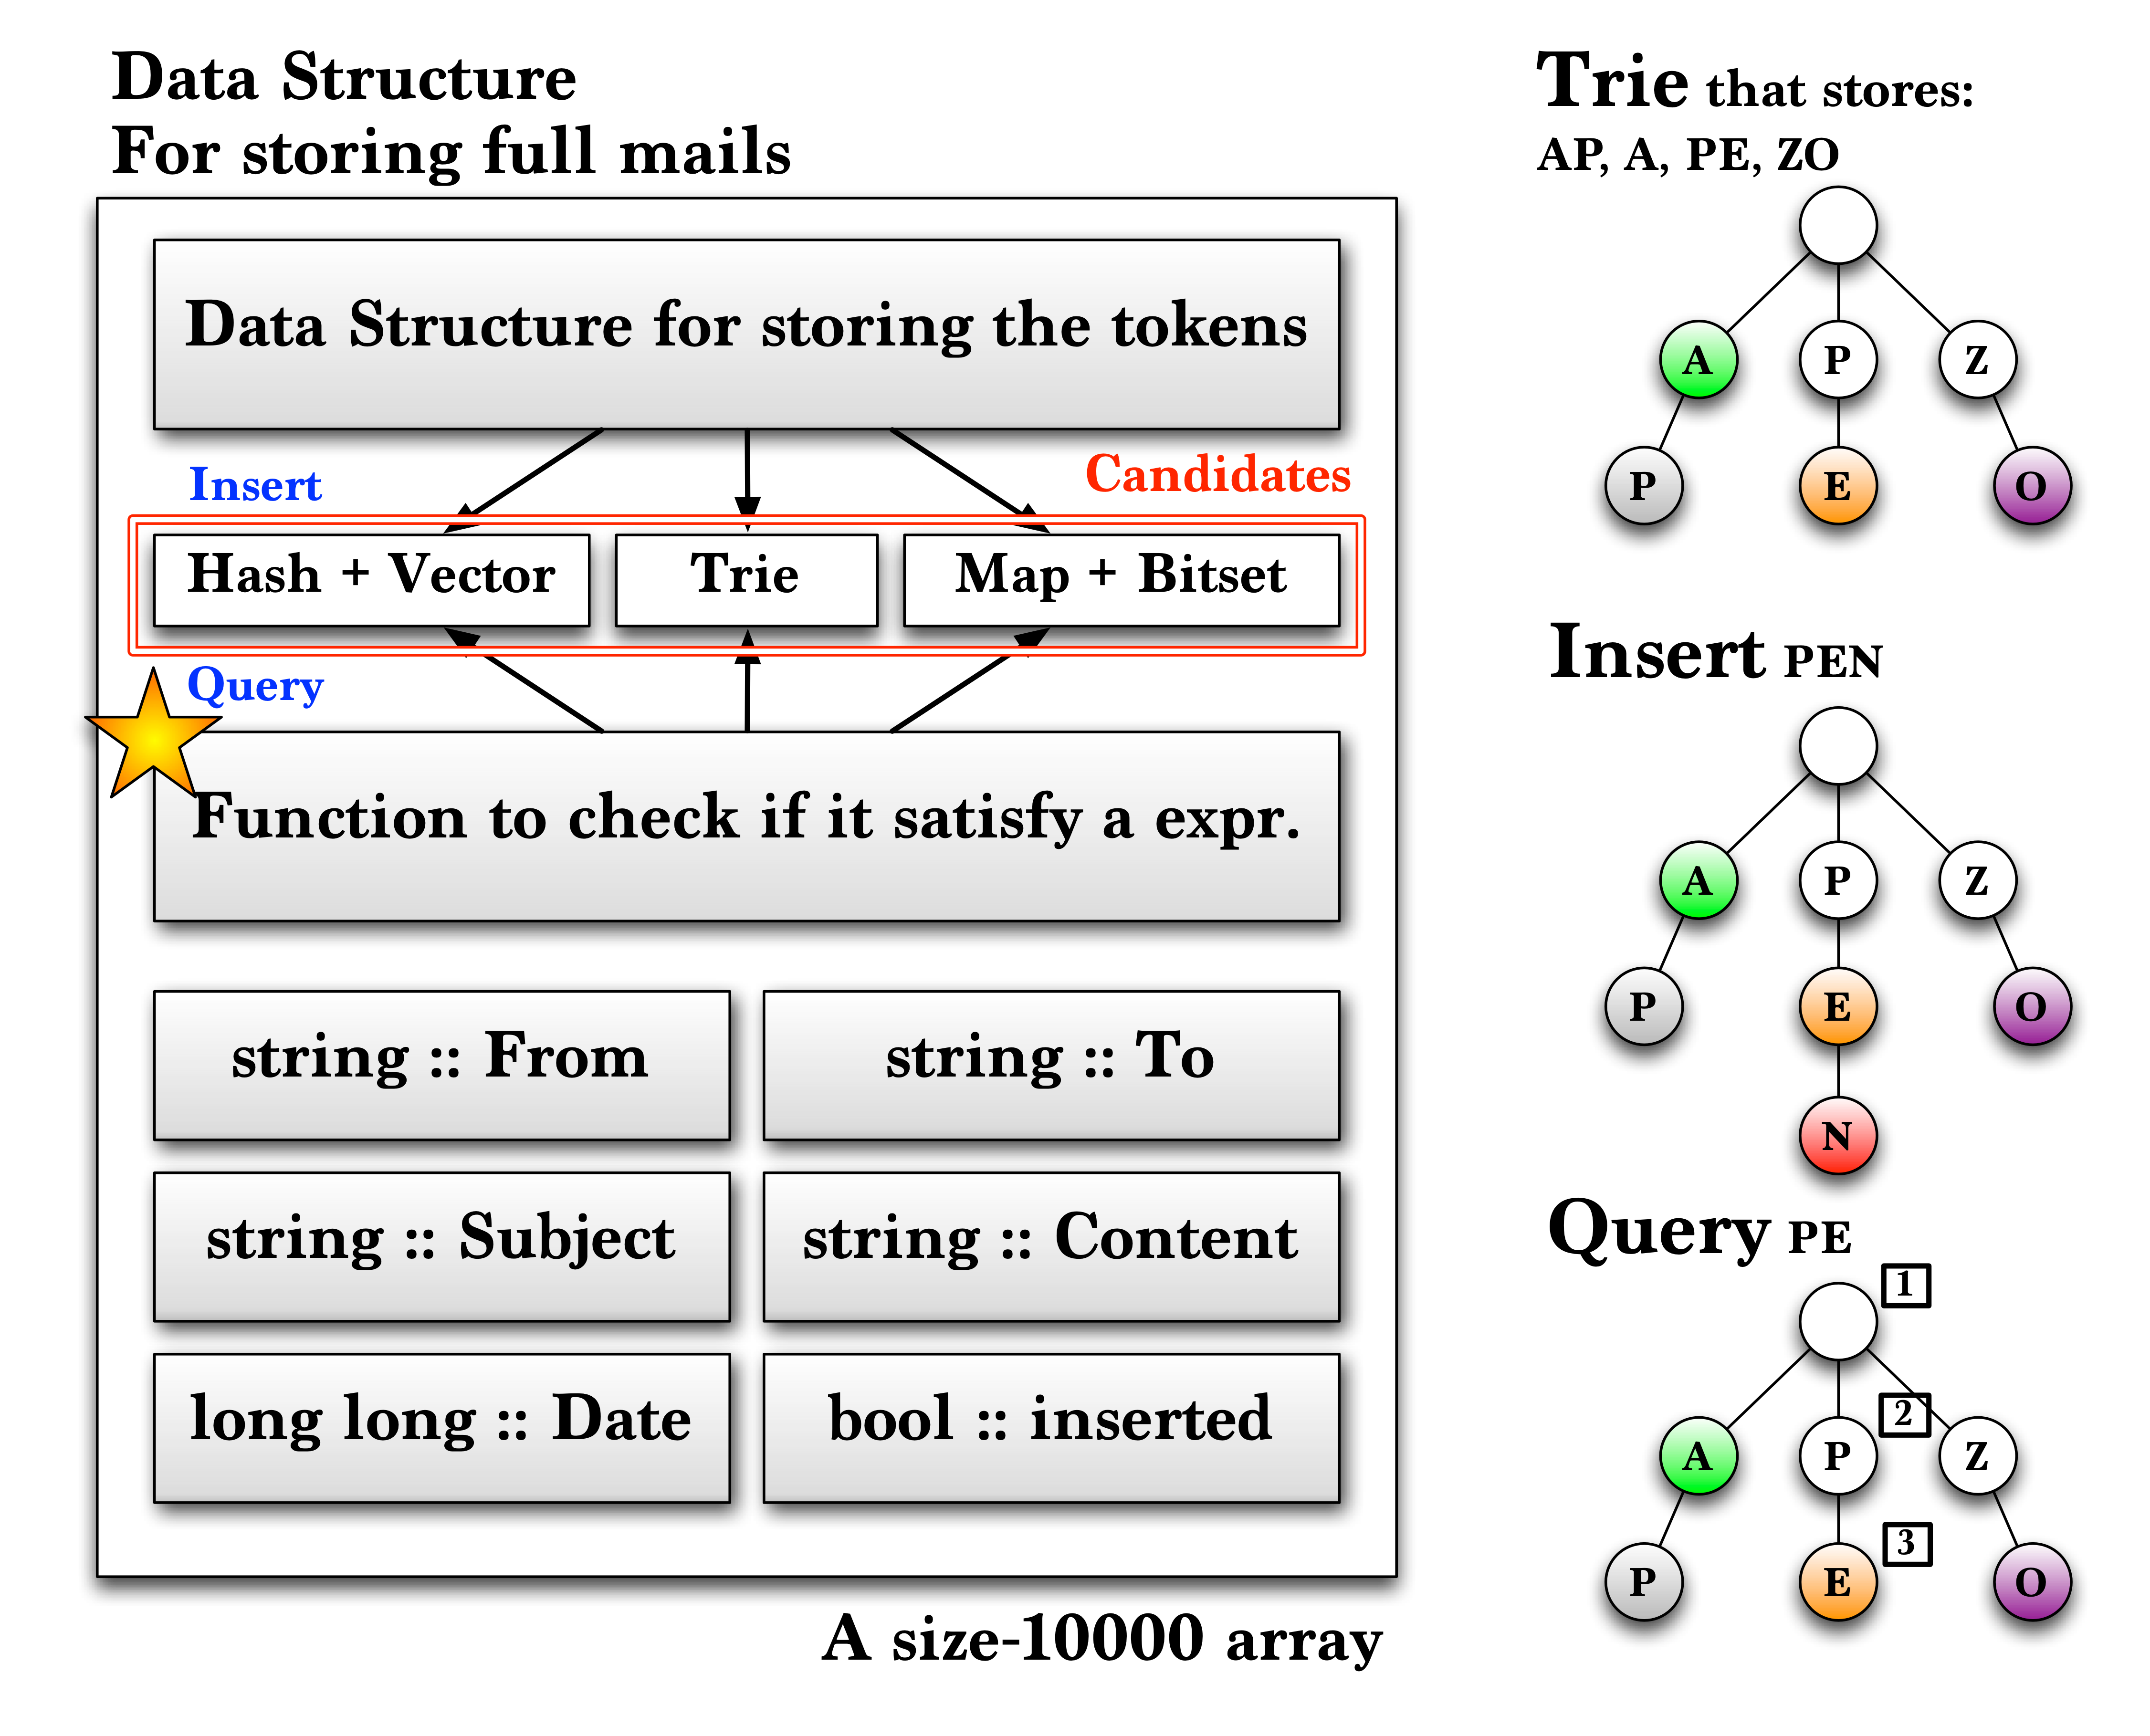 Data Structure
For storing full mails
Data Structure for storing the tokens
Insert
Candidates
Hash + Vector
Trie
Map + Bitset
Query
Function to check if it satisfy a expr.
string :: From
string :: To
string :: Subject
string :: Content
long long :: Date
bool :: inserted
A size-10000 array
Trie that stores:
AP, A, PE, ZO
A
P
Z
P
E
O
Insert PEN
A
P
Z
P
E
O
N
Query PE
1
2
A
P
Z
3
P
E
O